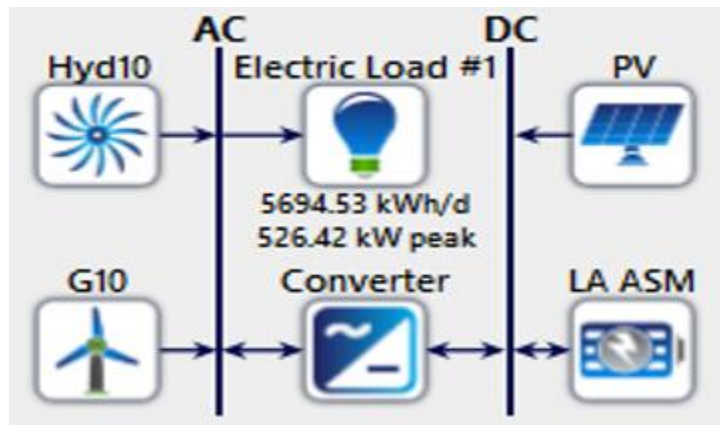 AC DC
Hyd10 Electric Load #1 PV
5694.53 kWh/d
526.42 kW peak
G10 Converter LA ASM